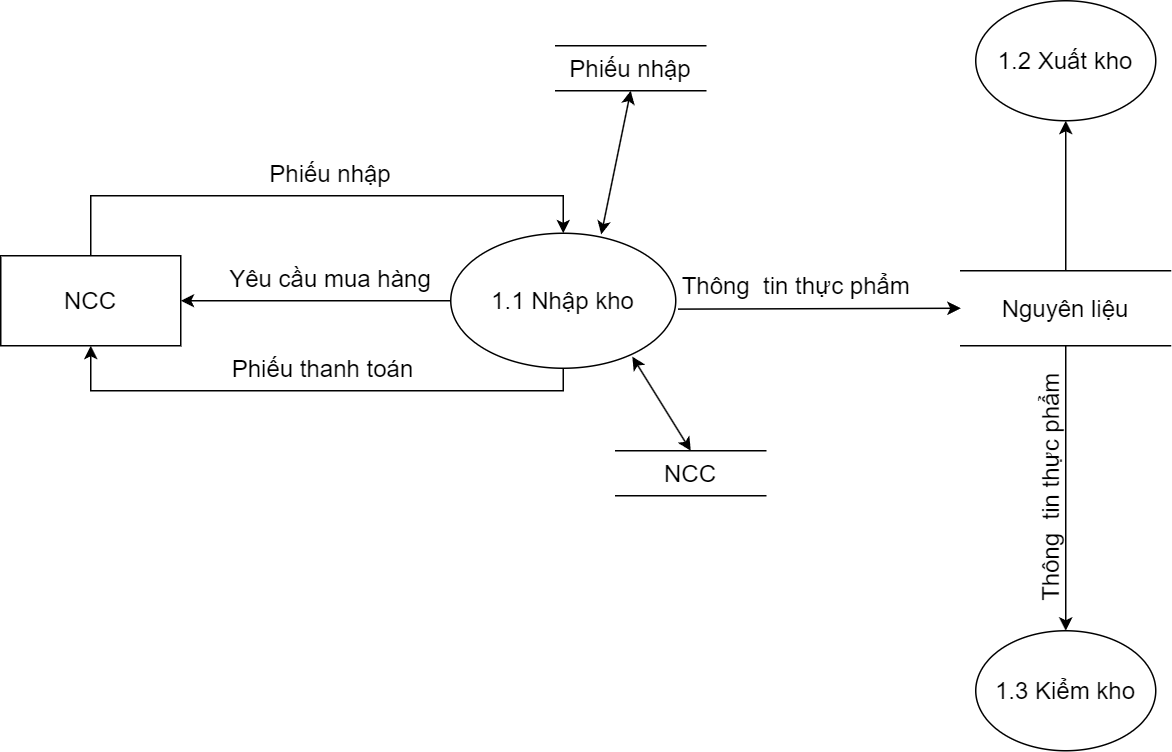 1.2 Xuất kho
Phiếu nhập
Phiếu nhập
Yêu cầu mua hàng
Thông tin thực phẩm
NCC
1.1 Nhập kho
Nguyên liệu
Phiếu thanh toán
NCC
Thông tin thực phẩm
1.3 Kiểm kho